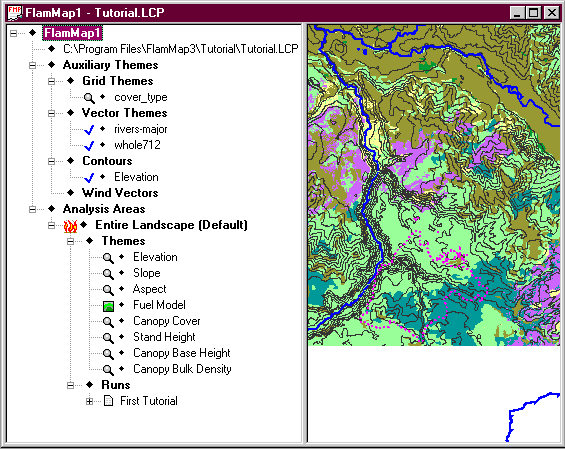 FlamMap1 - Tutorial.LCP
FlamMap1
C:\Program Files\FlamMap3\Tutorial\Tutorial.LCP
Auxiliary Themes
Grid Themes
cover_type
Vector Themes
rivers-major
whole712
Contours
Elevation
Wind Vectors
Analysis Areas
Entire Landscape (Default)
Themes
Elevation
Slope
Aspect
Fuel Model
Canopy Cover
Stand Height
Canopy Base Height
Canopy Bulk Density
Runs
First Tutorial